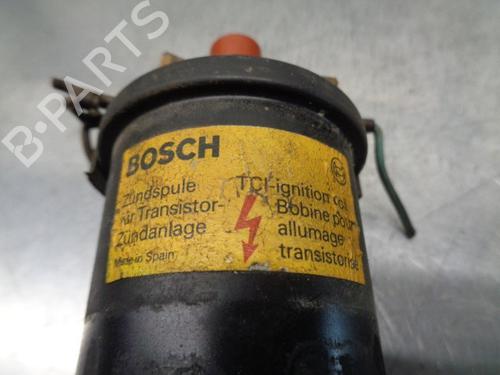 B-PARTS
BOSCH
Zündspule
für Transistor-
Zündanlage
Made in Spain
TCI-ignition coil
Bobine pour
allumage
transistorisé